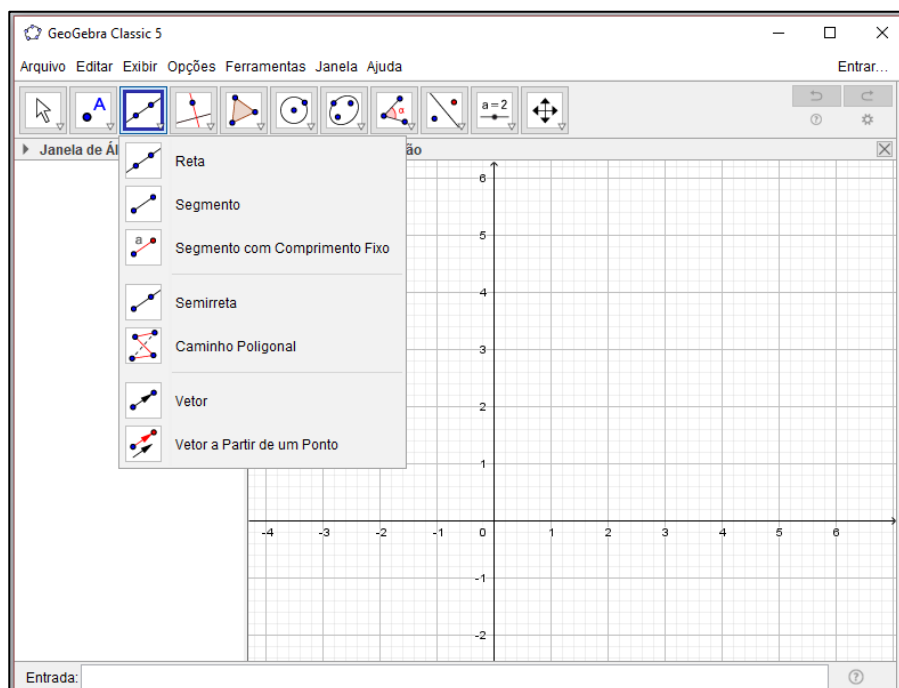 GeoGebra Classic 5
Arquivo Editar Exibir Opções Ferramentas Janela Ajuda Entrar...
A a α a=2
Janela de Ál ão
Reta
Segmento
a
Segmento com Comprimento Fixo
Semirreta
Caminho Poligonal
Vetor
Vetor a Partir de um Ponto
6
5
4
3
2
1
-4 -3 -2 -1 0 1 2 3 4 5 6
-1
-2
Entrada: